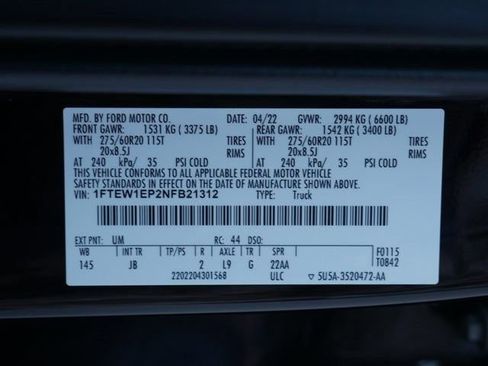 MFD. BY FORD MOTOR CO. 04/22 GVWR: 2994 KG ( 6600 LB)
FRONT GAWR: 1531 KG ( 3375 LB) REAR GAWR: 1542 KG ( 3400 LB)
WITH 275/60R20 115T TIRES WITH 275/60R20 115T TIRES
20x8.5J RIMS 20x8.5J RIMS
AT 240 kPa/ 35 PSI COLD AT 240 kPa/ 35 PSI COLD
THIS VEHICLE CONFORMS TO ALL APPLICABLE FEDERAL MOTOR VEHICLE
SAFETY STANDARDS IN EFFECT ON THE DATE OF MANUFACTURE SHOWN ABOVE.
VIN: 1FTEW1EP2NFB21312 TYPE: Truck
EXT PNT: UM RC: 44 DSO: F0115
WB INT TR TP/PS R AXLE TR SPR T0842
145 JB 2 L9 G 22AA
2202204301568 ULC ▽ 5U5A-3520472-AA